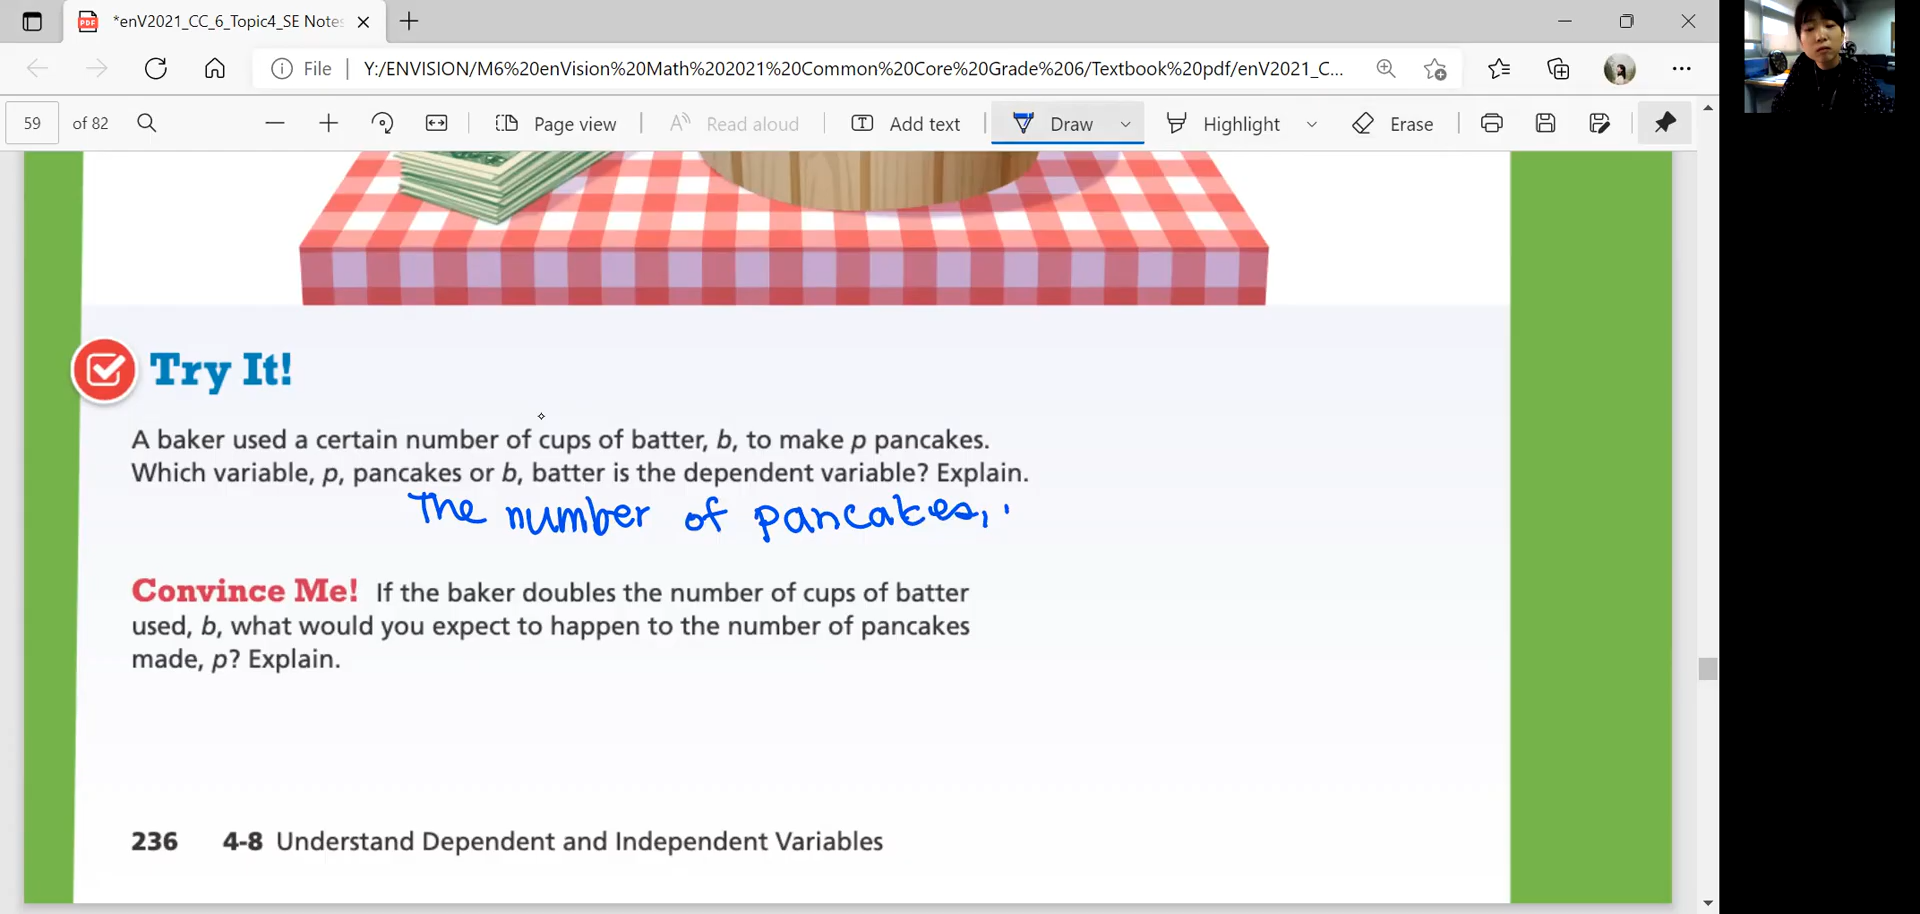 *enV2021_CC_6_Topic4_SE Note
File
Y:/ENVISION/M6%20enVision%20Math%202021%20Common%20Core%20Grade%206/Textbook%20pdf/enV2021_C...
59 of 82
Page view
Read aloud
Add text
Draw
Highlight
Erase
Try It!
A baker used a certain number of cups of batter, b, to make p pancakes.
Which variable, p, pancakes or b, batter is the dependent variable? Explain.
The number of pancakes,
Convince Me! If the baker doubles the number of cups of batter
used, b, what would you expect to happen to the number of pancakes
made, p? Explain.
236 4-8 Understand Dependent and Independent Variables